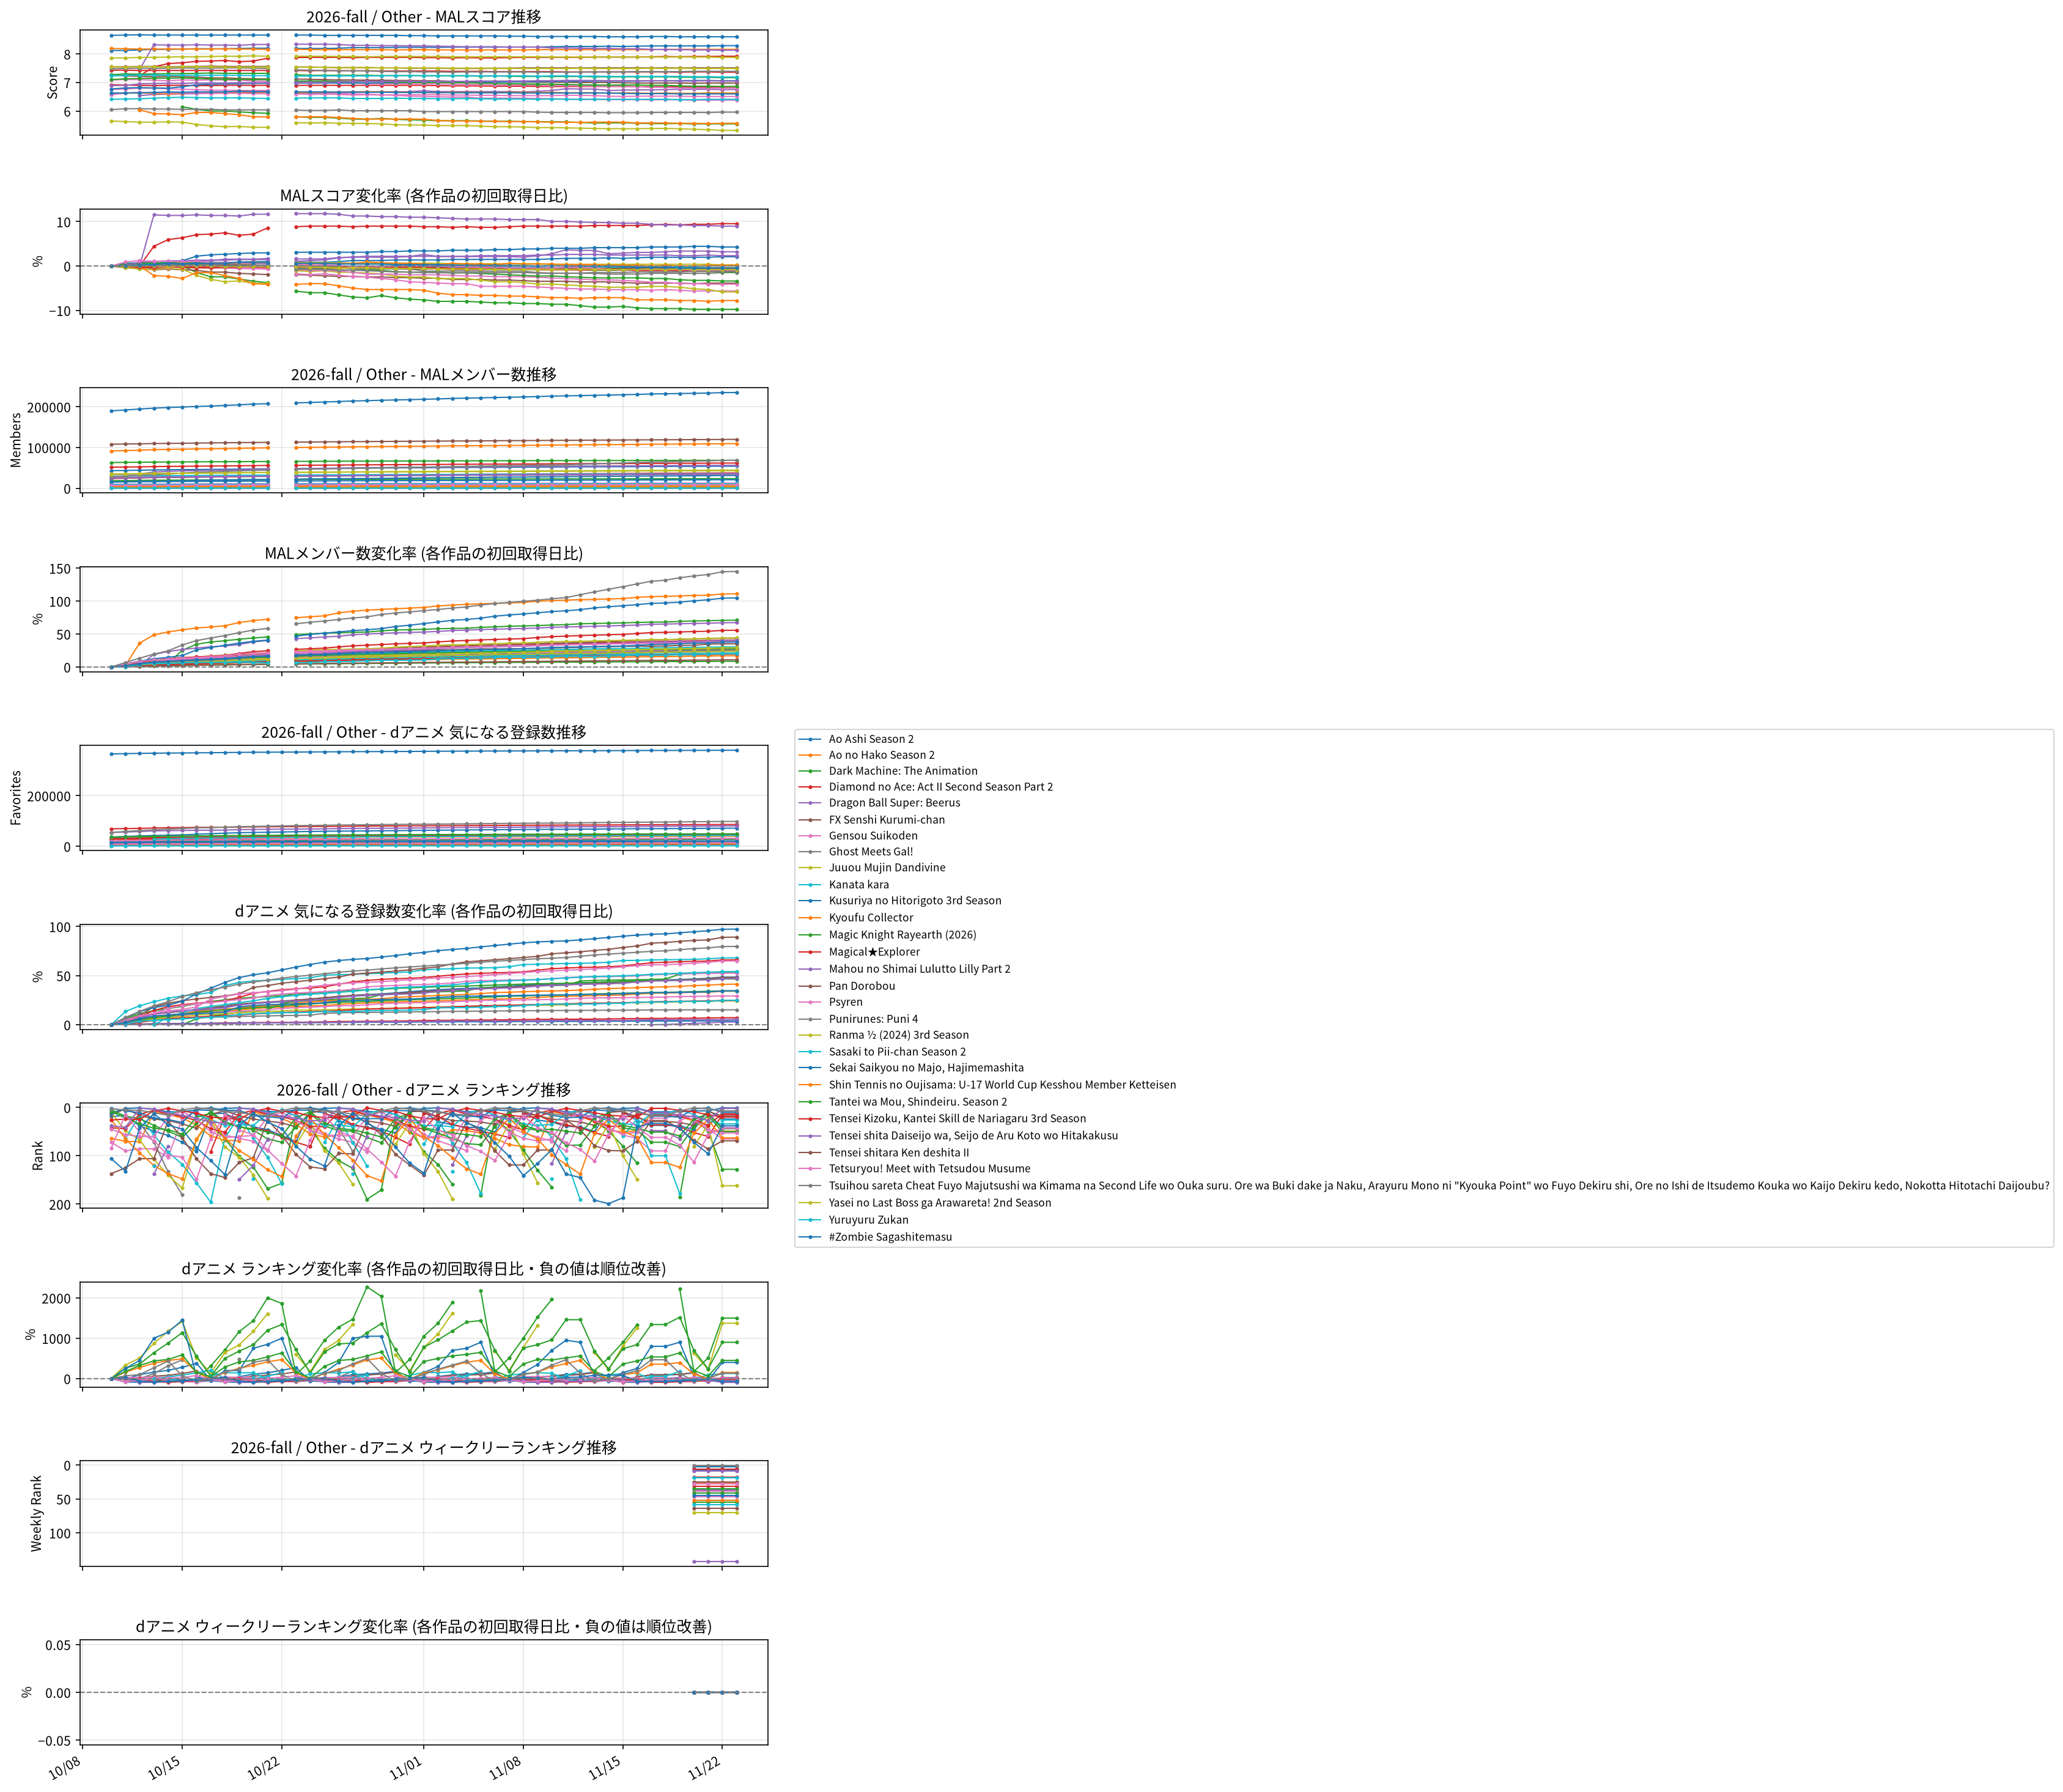 2026-fall / Other - MALスコア推移
Score
8
7
6
MALスコア変化率 (各作品の初回取得日比)
%
10
0
−10
2026-fall / Other - MALメンバー数推移
Members
200000
100000
0
MALメンバー数変化率 (各作品の初回取得日比)
%
150
100
50
0
2026-fall / Other - dアニメ 気になる登録数推移
Favorites
200000
0
dアニメ 気になる登録数変化率 (各作品の初回取得日比)
%
100
50
0
2026-fall / Other - dアニメ ランキング推移
Rank
0
100
200
dアニメ ランキング変化率 (各作品の初回取得日比・負の値は順位改善)
%
2000
1000
0
2026-fall / Other - dアニメ ウィークリーランキング推移
Weekly Rank
0
50
100
dアニメ ウィークリーランキング変化率 (各作品の初回取得日比・負の値は順位改善)
%
0.05
0.00
−0.05
10/08
10/15
10/22
11/01
11/08
11/15
11/22
Ao Ashi Season 2
Ao no Hako Season 2
Dark Machine: The Animation
Diamond no Ace: Act II Second Season Part 2
Dragon Ball Super: Beerus
FX Senshi Kurumi-chan
Gensou Suikoden
Ghost Meets Gal!
Juuou Mujin Dandivine
Kanata kara
Kusuriya no Hitorigoto 3rd Season
Kyoufu Collector
Magic Knight Rayearth (2026)
Magical★Explorer
Mahou no Shimai Lulutto Lilly Part 2
Pan Dorobou
Psyren
Punirunes: Puni 4
Ranma ½ (2024) 3rd Season
Sasaki to Pii-chan Season 2
Sekai Saikyou no Majo, Hajimemashita
Shin Tennis no Oujisama: U-17 World Cup Kesshou Member Ketteisen
Tantei wa Mou, Shindeiru. Season 2
Tensei Kizoku, Kantei Skill de Nariagaru 3rd Season
Tensei shita Daiseijo wa, Seijo de Aru Koto wo Hitakakusu
Tensei shitara Ken deshita II
Tetsuryou! Meet with Tetsudou Musume
Tsuihou sareta Cheat Fuyo Majutsushi wa Kimama na Second Life wo Ouka suru. Ore wa Buki dake ja Naku, Arayuru Mono ni "Kyouka Point" wo Fuyo Dekiru shi, Ore no Ishi de Itsudemo Kouka wo Kaijo Dekiru kedo, Nokotta Hitotachi Daijoubu?
Yasei no Last Boss ga Arawareta! 2nd Season
Yuruyuru Zukan
#Zombie Sagashitemasu